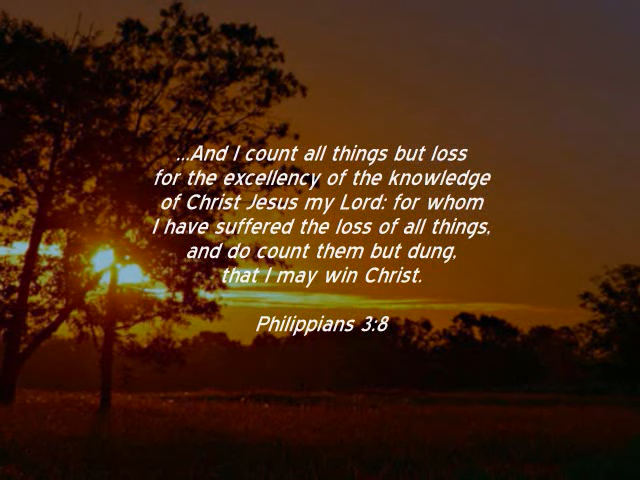 ...And I count all things but loss
for the excellency of the knowledge
of Christ Jesus my Lord: for whom
I have suffered the loss of all things,
and do count them but dung,
that I may win Christ.
Philippians 3:8